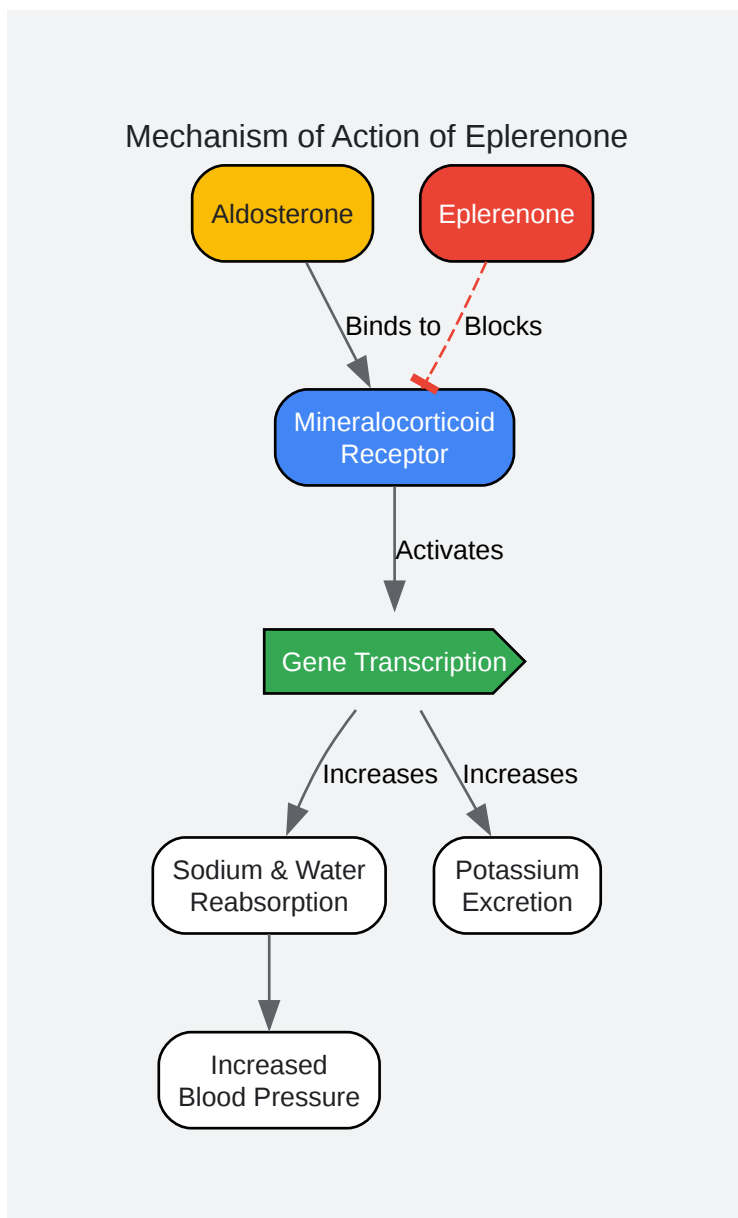 Mechanism of Action of Eplerenone
Aldosterone
Eplerenone
Binds to
Blocks
Mineralocorticoid
Receptor
Activates
Gene Transcription
Increases
Increases
Sodium & Water
Reabsorption
Potassium
Excretion
Increased
Blood Pressure